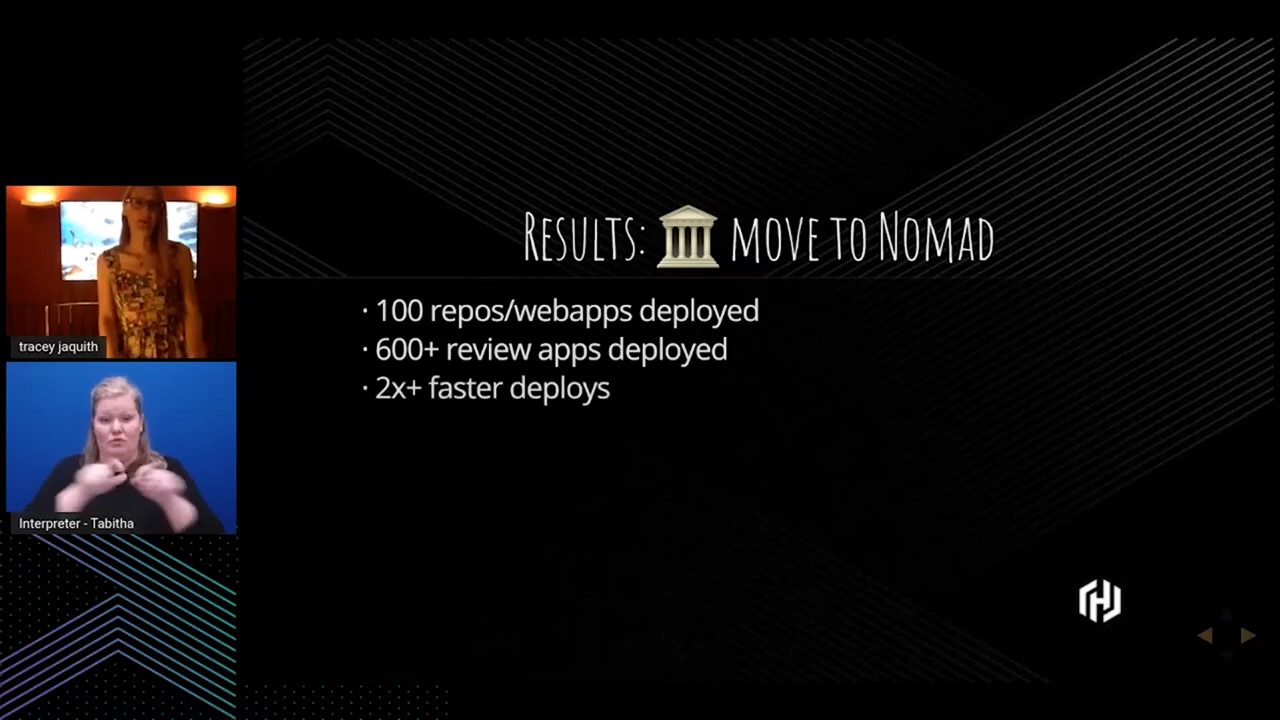 Results: 🏛 move to Nomad
· 100 repos/webapps deployed
· 600+ review apps deployed
· 2x+ faster deploys
tracey jaquith
Interpreter - Tabitha